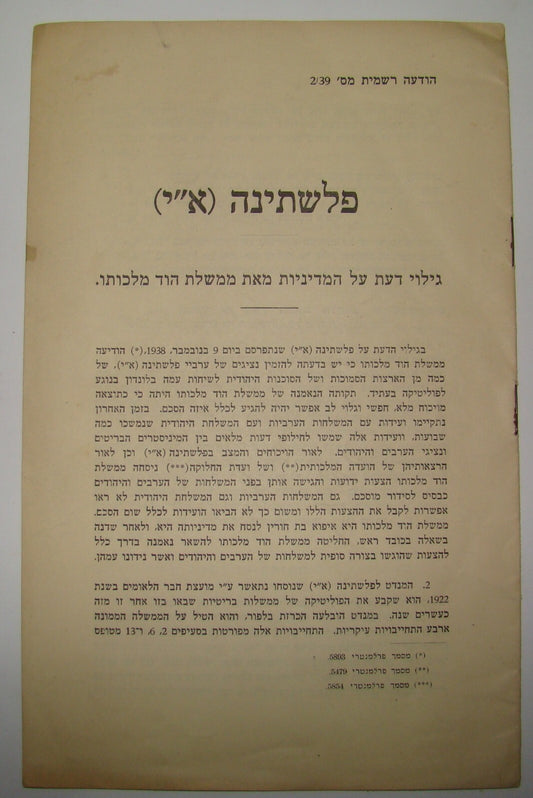 הודעה רשמית מס׳ 2/39
פלשתינה (א״י)
גילוי דעת על המדיניות מאת ממשלת הוד מלכותו.
בגילוי הדעת על פלשתינה (א״י) שנתפרסם ביום 9 בנובמבר, 1938,(*) הודיעה
ממשלת הוד מלכותו כי יש בדעתה להזמין נציגים של ערביי פלשתינה (א״י), של
כמה מן הארצות הסמוכות ושל הסוכנות היהודית לשיחות עמה בלונדון בנוגע
לפוליטיקה בעתיד. תקותה הנאמנה של ממשלת הוד מלכותו היתה כי כתוצאה
מויכוח מלא, חפשי וגלוי לב אפשר יהיה להגיע לכלל איזה הסכם. בזמן האחרון
נתקיימו ועידות עם המשלחות הערביות ועם המשלחת היהודית שנמשכו כמה
שבועות, וועידות אלה שמשו לחילופי דעות מלאים בין המיניסטרים הבריטים
ונציגי הערבים והיהודים. לאור הויכוחים והמצב בפלשתינה (א״י) וכן לאור
הרצאותיהן של הועדה המלכותית(**) ושל ועדת החלוקה(***) ניסחה ממשלת
הוד מלכותו הצעות ידועות והגישה אותן בפני המשלחות של הערבים והיהודים
כבסיס לסידור מוסכם. גם המשלחות הערביות וגם המשלחת היהודית לא ראו
אפשרות לקבל את ההצעות הללו ומשום כך לא הביאו הועידות לכלל שום הסכם.
ממשלת הוד מלכותו היא איפוא בת חורין לנסח את מדיניותה היא, ולאחר שדנה
בשאלה בכובד ראש, החליטה ממשלת הוד מלכותו להשאר נאמנה בדרך כלל
להצעות שהוגשו בצורה סופית למשלחות של הערבים והיהודים ואשר נידונו עמהן.
2. המנדט לפלשתינה (א״י) שנוסחו נתאשר ע״י מועצת חבר הלאומים בשנת
1922, הוא שקבע את הפוליטיקה של ממשלות בריטיות שבאו בזו אחר זו מזה
כעשרים שנה. במנדט היבלעה הכרזת בלפור, והוא הטיל על הממשלה הממונה
ארבע התחייבויות עיקריות. התחייבויות אלה מפורטות בסעיפים 2, 6, ו־13 מטופס
(*) מסמך פרלמנטרי 5893.
(**) מסמך פרלמנטרי 5479.
(***) מסמך פרלמנטרי 5854.